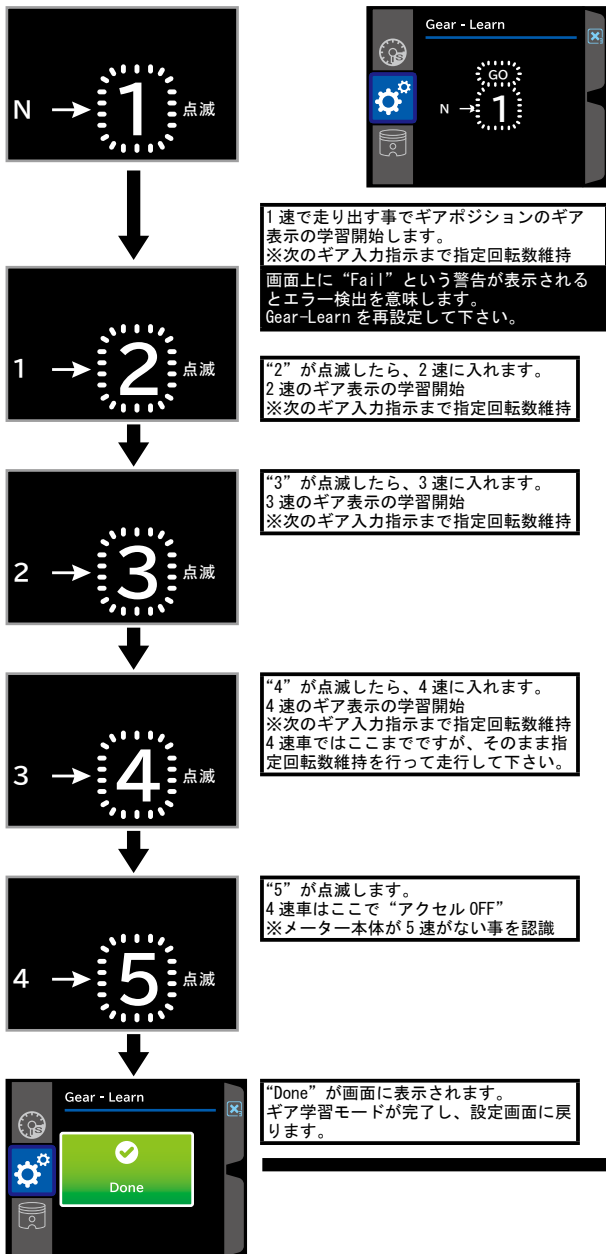 N → 1 点滅
Gear - Learn
GO
N → 1
1速で走り出す事でギアポジションのギア
表示の学習開始します。
※次のギア入力指示まで指定回転数維持
画面上に“Fail”という警告が表示される
とエラー検出を意味します。
Gear-Learnを再設定して下さい。
1 → 2 点滅
“2”が点滅したら、2速に入れます。
2速のギア表示の学習開始
※次のギア入力指示まで指定回転数維持
2 → 3 点滅
“3”が点滅したら、3速に入れます。
3速のギア表示の学習開始
※次のギア入力指示まで指定回転数維持
3 → 4 点滅
“4”が点滅したら、4速に入れます。
4速のギア表示の学習開始
※次のギア入力指示まで指定回転数維持
4速車ではここまでですが、そのまま指
定回転数維持を行って走行して下さい。
4 → 5 点滅
“5”が点滅します。
4速車はここで“アクセルOFF”
※メーター本体が5速がない事を認識
Gear - Learn
Done
“Done”が画面に表示されます。
ギア学習モードが完了し、設定画面に戻
ります。